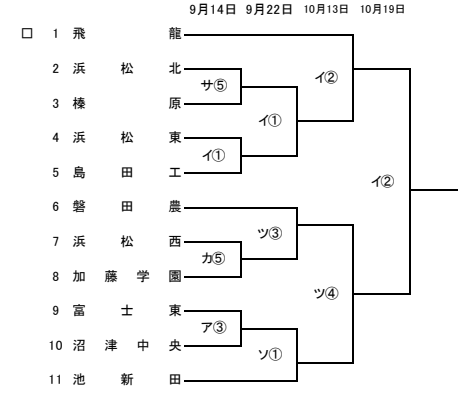 9月14日 9月22日 10月13日 10月19日
□ 1 飛龍
イ②
2 浜松北
サ⑤
3 榛原
イ①
4 浜松東
イ①
5 島田工
イ②
6 磐田農
ツ③
7 浜松西
カ⑤
8 加藤学園
ツ④
9 富士東
ア③
10 沼津中央
ソ①
11 池新田